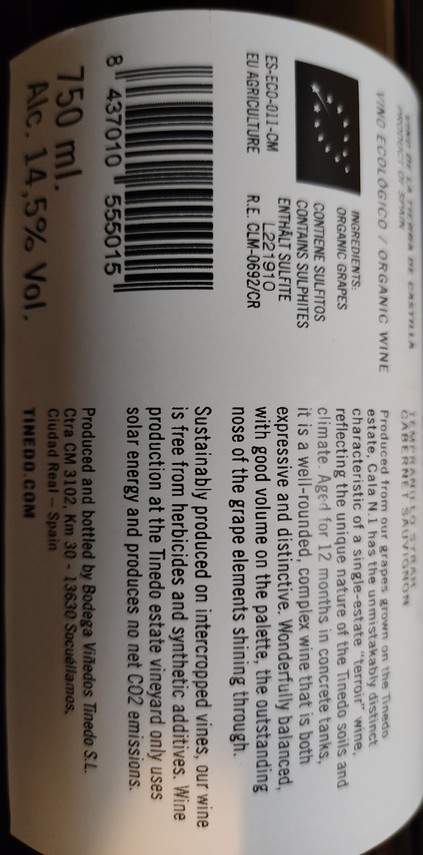 VINO DE LA TIERRA DE CASTILLA
PRODUCT OF SPAIN
VINO ECOLÓGICO / ORGANIC WINE
INGREDIENTS:
ORGANIC GRAPES
CONTIENE SULFITOS
CONTAINS SULPHITES
ENTHÄLT SULFITE
L221910
ES-ECO-011-CM
EU AGRICULTURE
R.E. CLM-0692/CR
8 437010 555015
750 ml.
Alc. 14,5% Vol.
TEMPRANILLO SYRAH
CABERNET SAUVIGNON
Produced from our grapes grown on the Tinedo
estate, Cala N.1 has the unmistakably distinct
characteristic of a single-estate "terroir" wine,
reflecting the unique nature of the Tinedo soils and
climate. Aged for 12 months in concrete tanks,
it is a well-rounded, complex wine that is both
expressive and distinctive. Wonderfully balanced,
with good volume on the palette, the outstanding
nose of the grape elements shining through.
Sustainably produced on intercropped vines, our wine
is free from herbicides and synthetic additives. Wine
production at the Tinedo estate vineyard only uses
solar energy and produces no net CO2 emissions.
Produced and bottled by Bodega Viñedos Tinedo S.L.
Ctra CM 3102, Km 30 - 13630 Socuéllamos,
Ciudad Real – Spain
TINEDO.COM